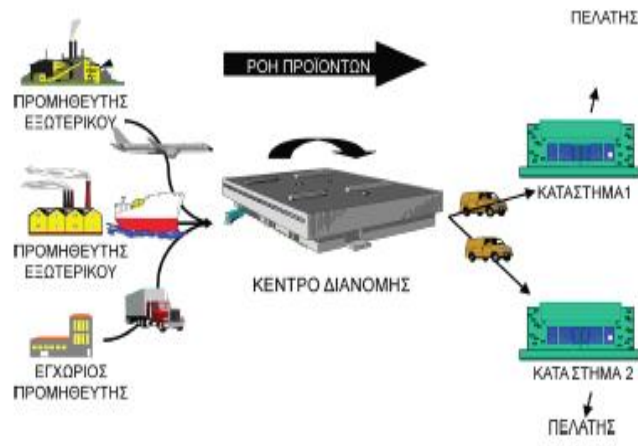 ΠΕΛΑΤΗΣ
ΡΟΗ ΠΡΟΪΟΝΤΩΝ
ΠΡΟΜΗΘΕΥΤΗΣ
ΕΞΩΤΕΡΙΚΟΥ
ΚΑΤΑΣΤΗΜΑ1
ΠΡΟΜΗΘΕΥΤΗΣ
ΕΞΩΤΕΡΙΚΟΥ
ΚΕΝΤΡΟ ΔΙΑΝΟΜΗΣ
ΕΓΧΩΡΙΟΣ
ΠΡΟΜΗΘΕΥΤΗΣ
ΚΑΤΑ ΣΤΗΜΑ 2
ΠΕΛΑΤΗΣ